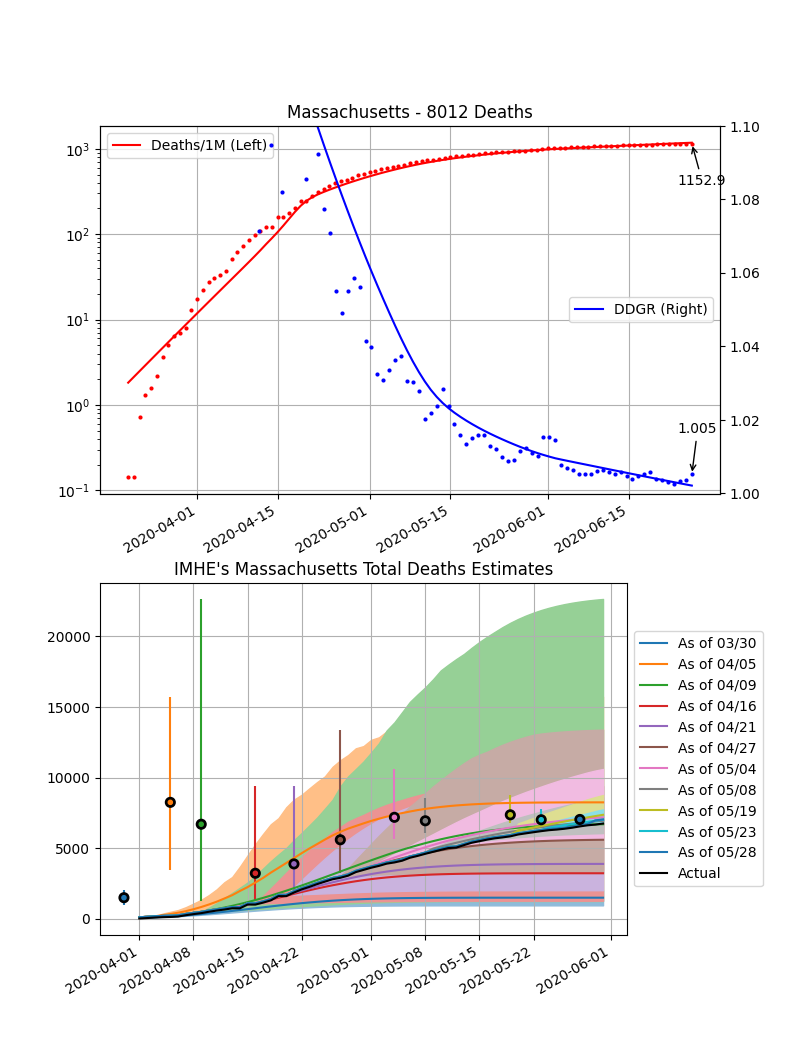 Massachusetts - 8012 Deaths
Deaths/1M (Left)
DDGR (Right)
1152.9
1.005
10³
10²
10¹
10⁰
10⁻¹
1.10
1.08
1.06
1.04
1.02
1.00
2020-04-01
2020-04-15
2020-05-01
2020-05-15
2020-06-01
2020-06-15
IMHE's Massachusetts Total Deaths Estimates
20000
15000
10000
5000
0
2020-04-01
2020-04-08
2020-04-15
2020-04-22
2020-05-01
2020-05-08
2020-05-15
2020-05-22
2020-06-01
As of 03/30
As of 04/05
As of 04/09
As of 04/16
As of 04/21
As of 04/27
As of 05/04
As of 05/08
As of 05/19
As of 05/23
As of 05/28
Actual